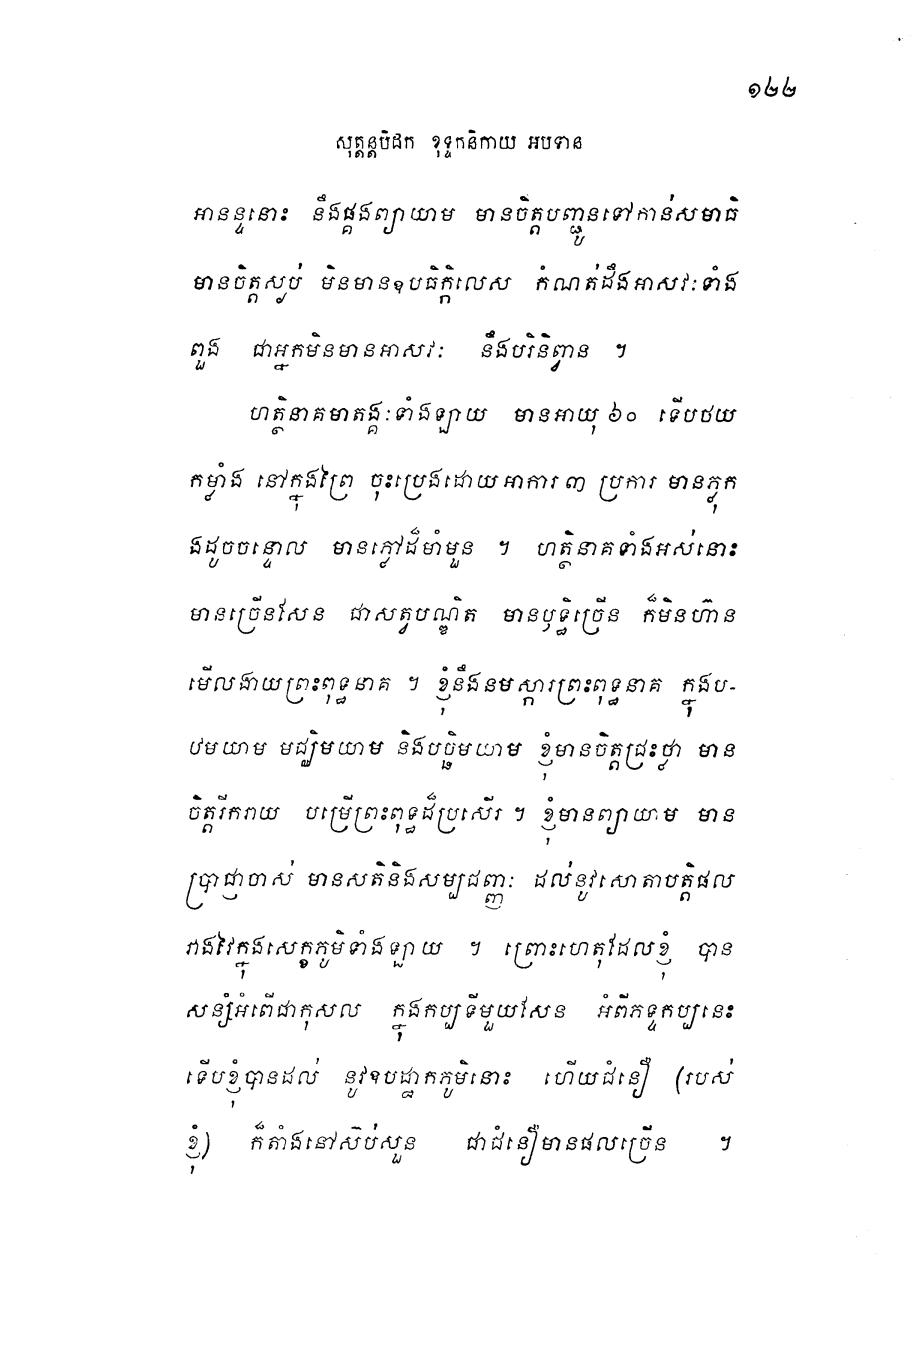 ១២២
សុត្តន្តបិដក ខុទ្ទកនិកាយ អបទាន
អានន្ទនោះ នឹងផ្គងព្យាយាម មានចិត្តបញ្ជូនទៅកាន់សមាធិ
មានចិត្តស្ងប់ មិនមានឧបធិក្កិលេស កំណត់ដឹងអាសវៈទាំង
ពួង ជាអ្នកមិនមានអាសវៈ នឹងបរិនិព្វាន ។
ហត្ថិនាគមាតង្គៈទាំងឡាយ មានអាយុ ៦០ ទើបថយ
កម្លាំង នៅក្នុងព្រៃ ចុះប្រេងដោយអាការ ៣ ប្រការ មានភ្លុក
ងដូចចន្ទោល មានភ្លៅដ៏មាំមួន ។ ហត្ថិនាគទាំងអស់នោះ
មានច្រើនសែន ជាសត្វបណ្ឌិត មានឫទ្ធិច្រើន ក៏មិនហ៊ាន
មើលងាយព្រះពុទ្ធនាគ ។ ខ្ញុំនឹងនមស្ការព្រះពុទ្ធនាគ ក្នុងប-
ឋមយាម មជ្ឈិមយាម និងបច្ឆិមយាម ខ្ញុំមានចិត្តជ្រះថ្លា មាន
ចិត្តរីករាយ បម្រើព្រះពុទ្ធដ៏ប្រសើរ ។ ខ្ញុំមានព្យាយាម មាន
ប្រាជ្ញាចាស់ មានសតិនិងសម្បជញ្ញៈ ដល់នូវសោតាបត្តិផល
វាងវៃក្នុងសេក្ខភូមិទាំងឡាយ ។ ព្រោះហេតុដែលខ្ញុំ បាន
សន្សំអំពើជាកុសល ក្នុងកប្បទីមួយសែន អំពីភទ្ទកប្បនេះ
ទើបខ្ញុំបានដល់ នូវឧបដ្ឋាកភូមិនោះ ហើយជំនឿ (របស់
ខ្ញុំ) ក៏តាំងនៅស៊ប់សួន ជាជំនឿមានផលច្រើន ។